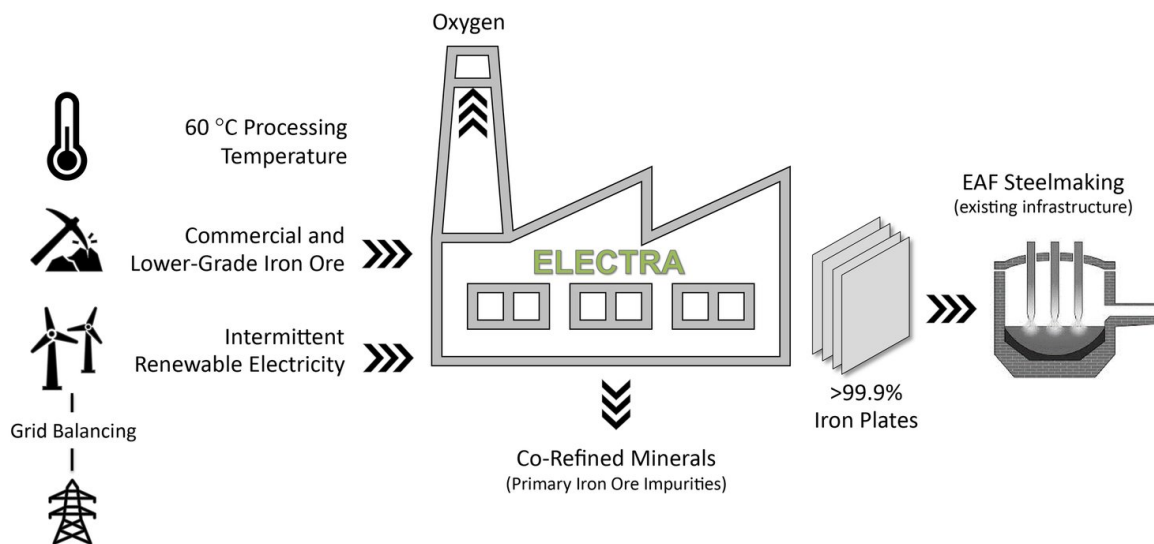 Oxygen
60 °C Processing
Temperature
Commercial and
Lower-Grade Iron Ore
Intermittent
Renewable Electricity
Grid Balancing
ELECTRA
Co-Refined Minerals
(Primary Iron Ore Impurities)
>99.9%
Iron Plates
EAF Steelmaking
(existing infrastructure)